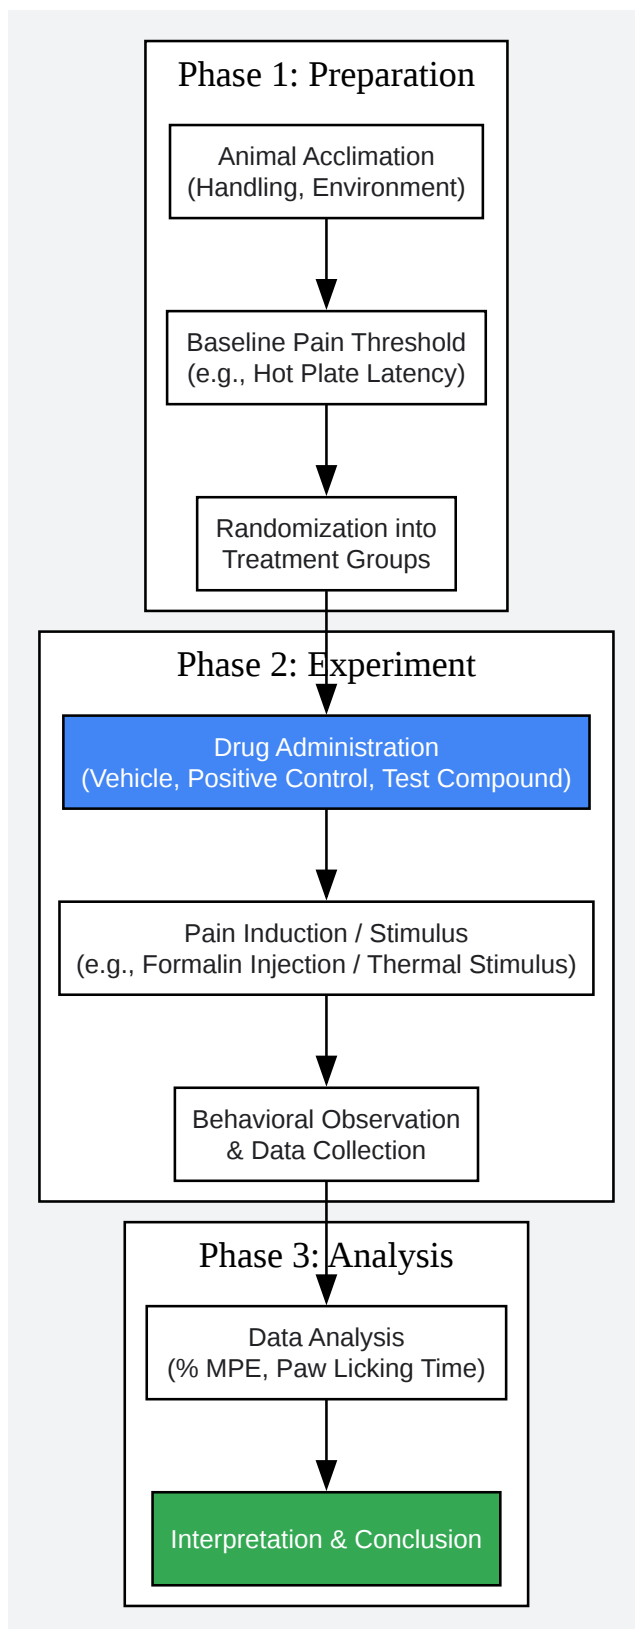 Phase 1: Preparation
Animal Acclimation
(Handling, Environment)
Baseline Pain Threshold
(e.g., Hot Plate Latency)
Randomization into
Treatment Groups
Phase 2: Experiment
Drug Administration
(Vehicle, Positive Control, Test Compound)
Pain Induction / Stimulus
(e.g., Formalin Injection / Thermal Stimulus)
Behavioral Observation
& Data Collection
Phase 3: Analysis
Data Analysis
(% MPE, Paw Licking Time)
Interpretation & Conclusion